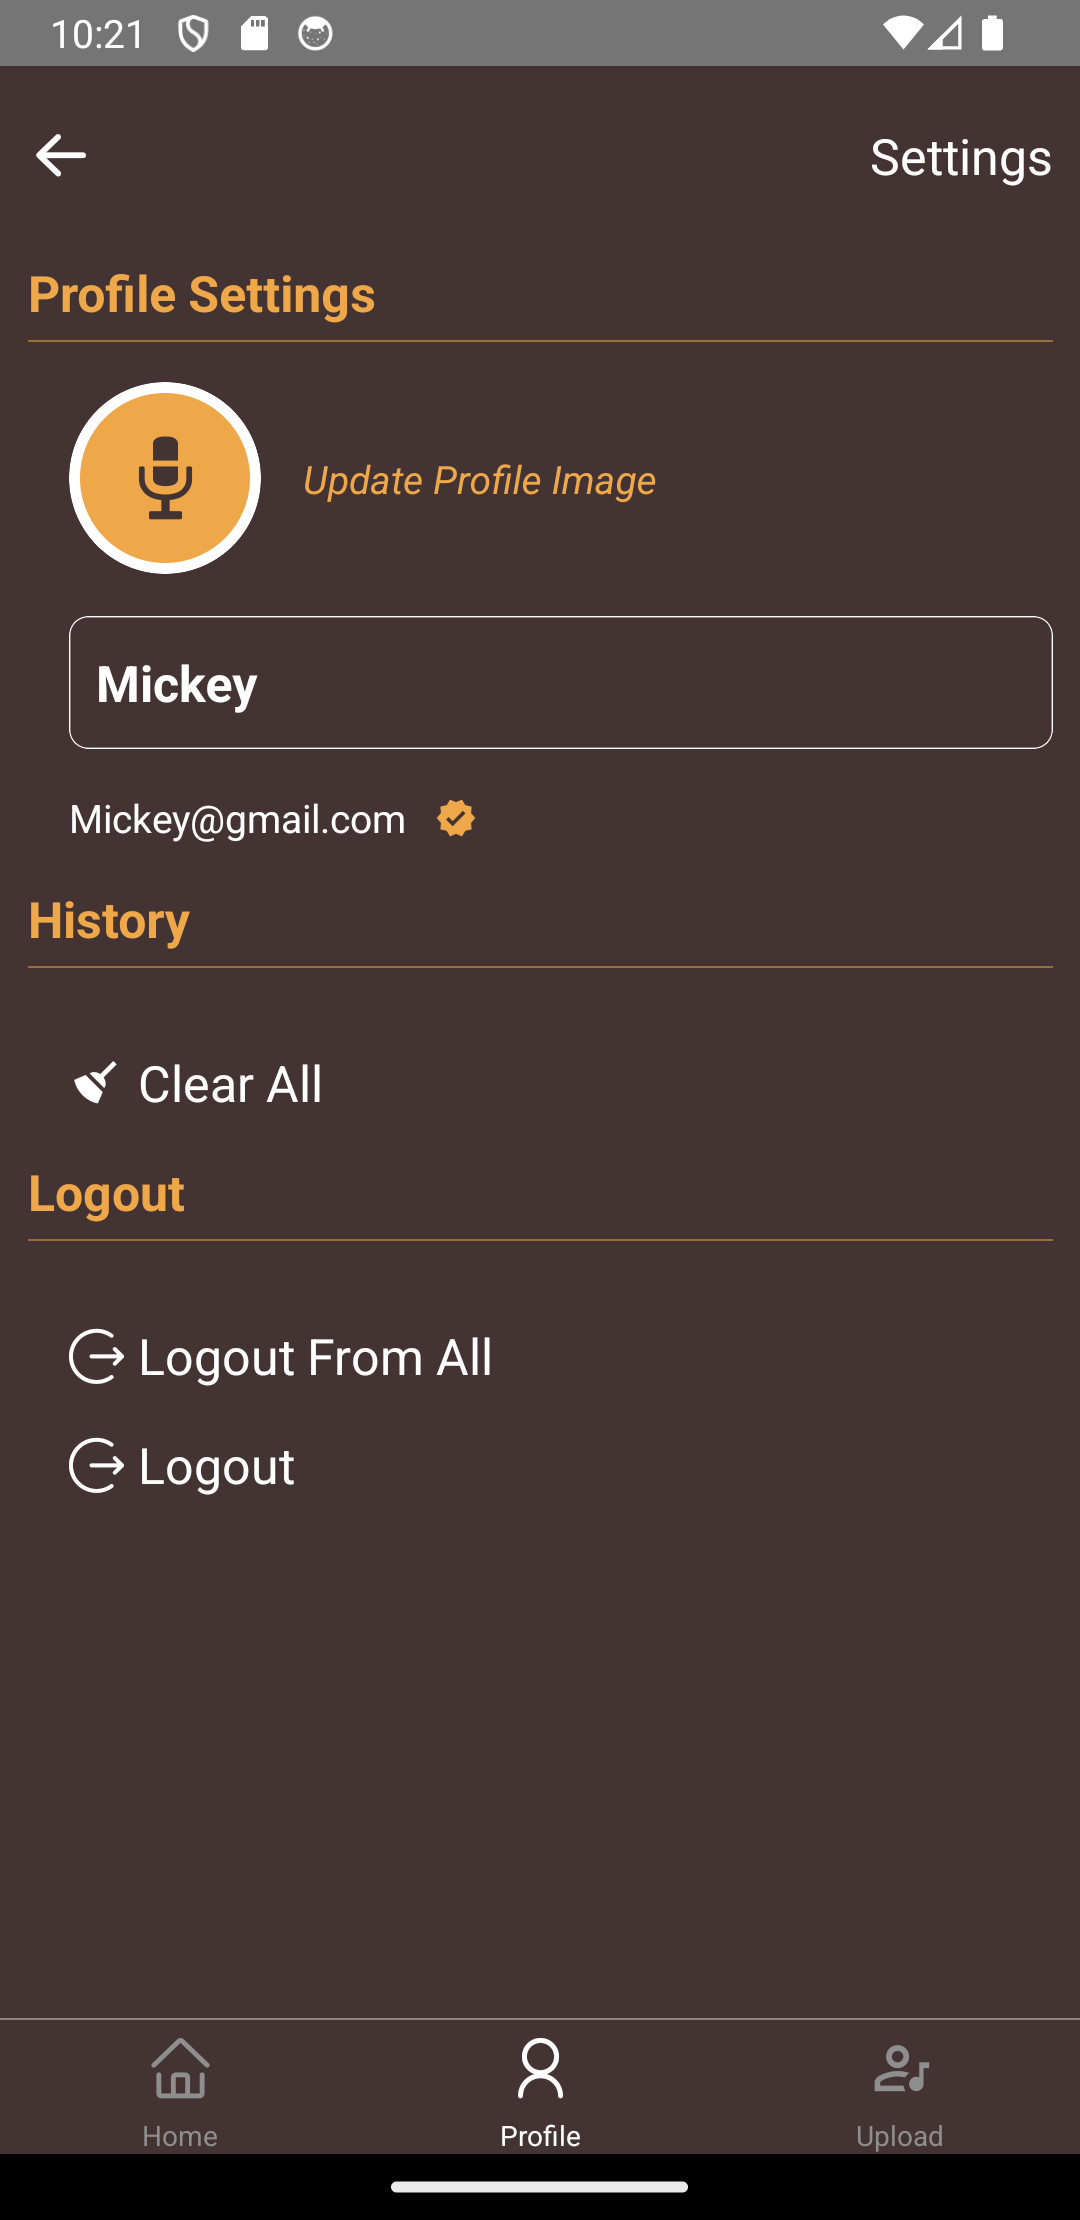 10:21
Settings
Profile Settings
Update Profile Image
Mickey
Mickey@gmail.com
History
Clear All
Logout
Logout From All
Logout
Home
Profile
Upload